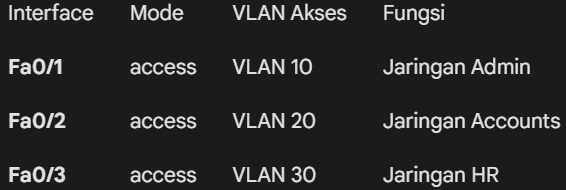 Interface Mode VLAN Akses Fungsi
Fa0/1 access VLAN 10 Jaringan Admin
Fa0/2 access VLAN 20 Jaringan Accounts
Fa0/3 access VLAN 30 Jaringan HR